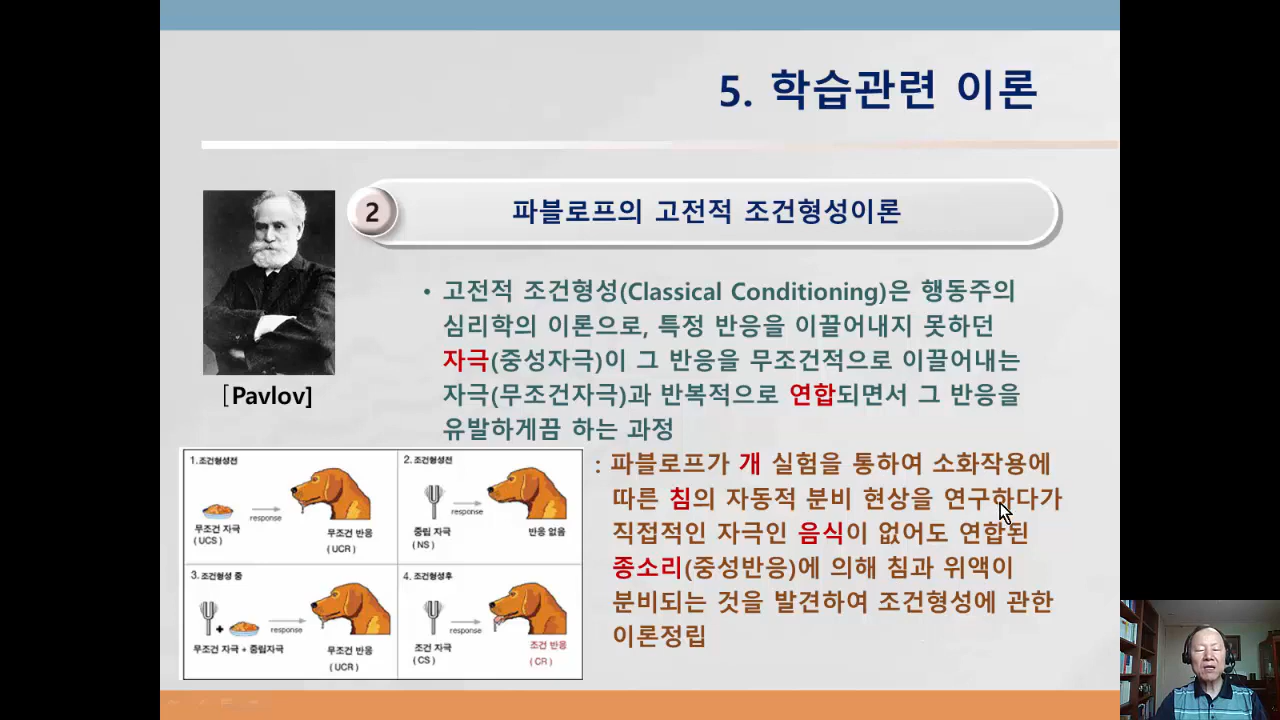 5. 학습관련 이론
2
파블로프의 고전적 조건형성이론
[Pavlov]
• 고전적 조건형성(Classical Conditioning)은 행동주의
심리학의 이론으로, 특정 반응을 이끌어내지 못하던
자극(중성자극)이 그 반응을 무조건적으로 이끌어내는
자극(무조건자극)과 반복적으로 연합되면서 그 반응을
유발하게끔 하는 과정
: 파블로프가 개 실험을 통하여 소화작용에
따른 침의 자동적 분비 현상을 연구하다가
직접적인 자극인 음식이 없어도 연합된
종소리(중성반응)에 의해 침과 위액이
분비되는 것을 발견하여 조건형성에 관한
이론정립
1.조건형성전
response
무조건 자극
(UCS)
무조건 반응
(UCR)
2.조건형성전
response
중립 자극
(NS)
반응 없음
3.조건형성 중
+
response
무조건 자극 + 중립자극
무조건 반응
(UCR)
4.조건형성후
response
조건 자극
(CS)
조건 반응
(CR)